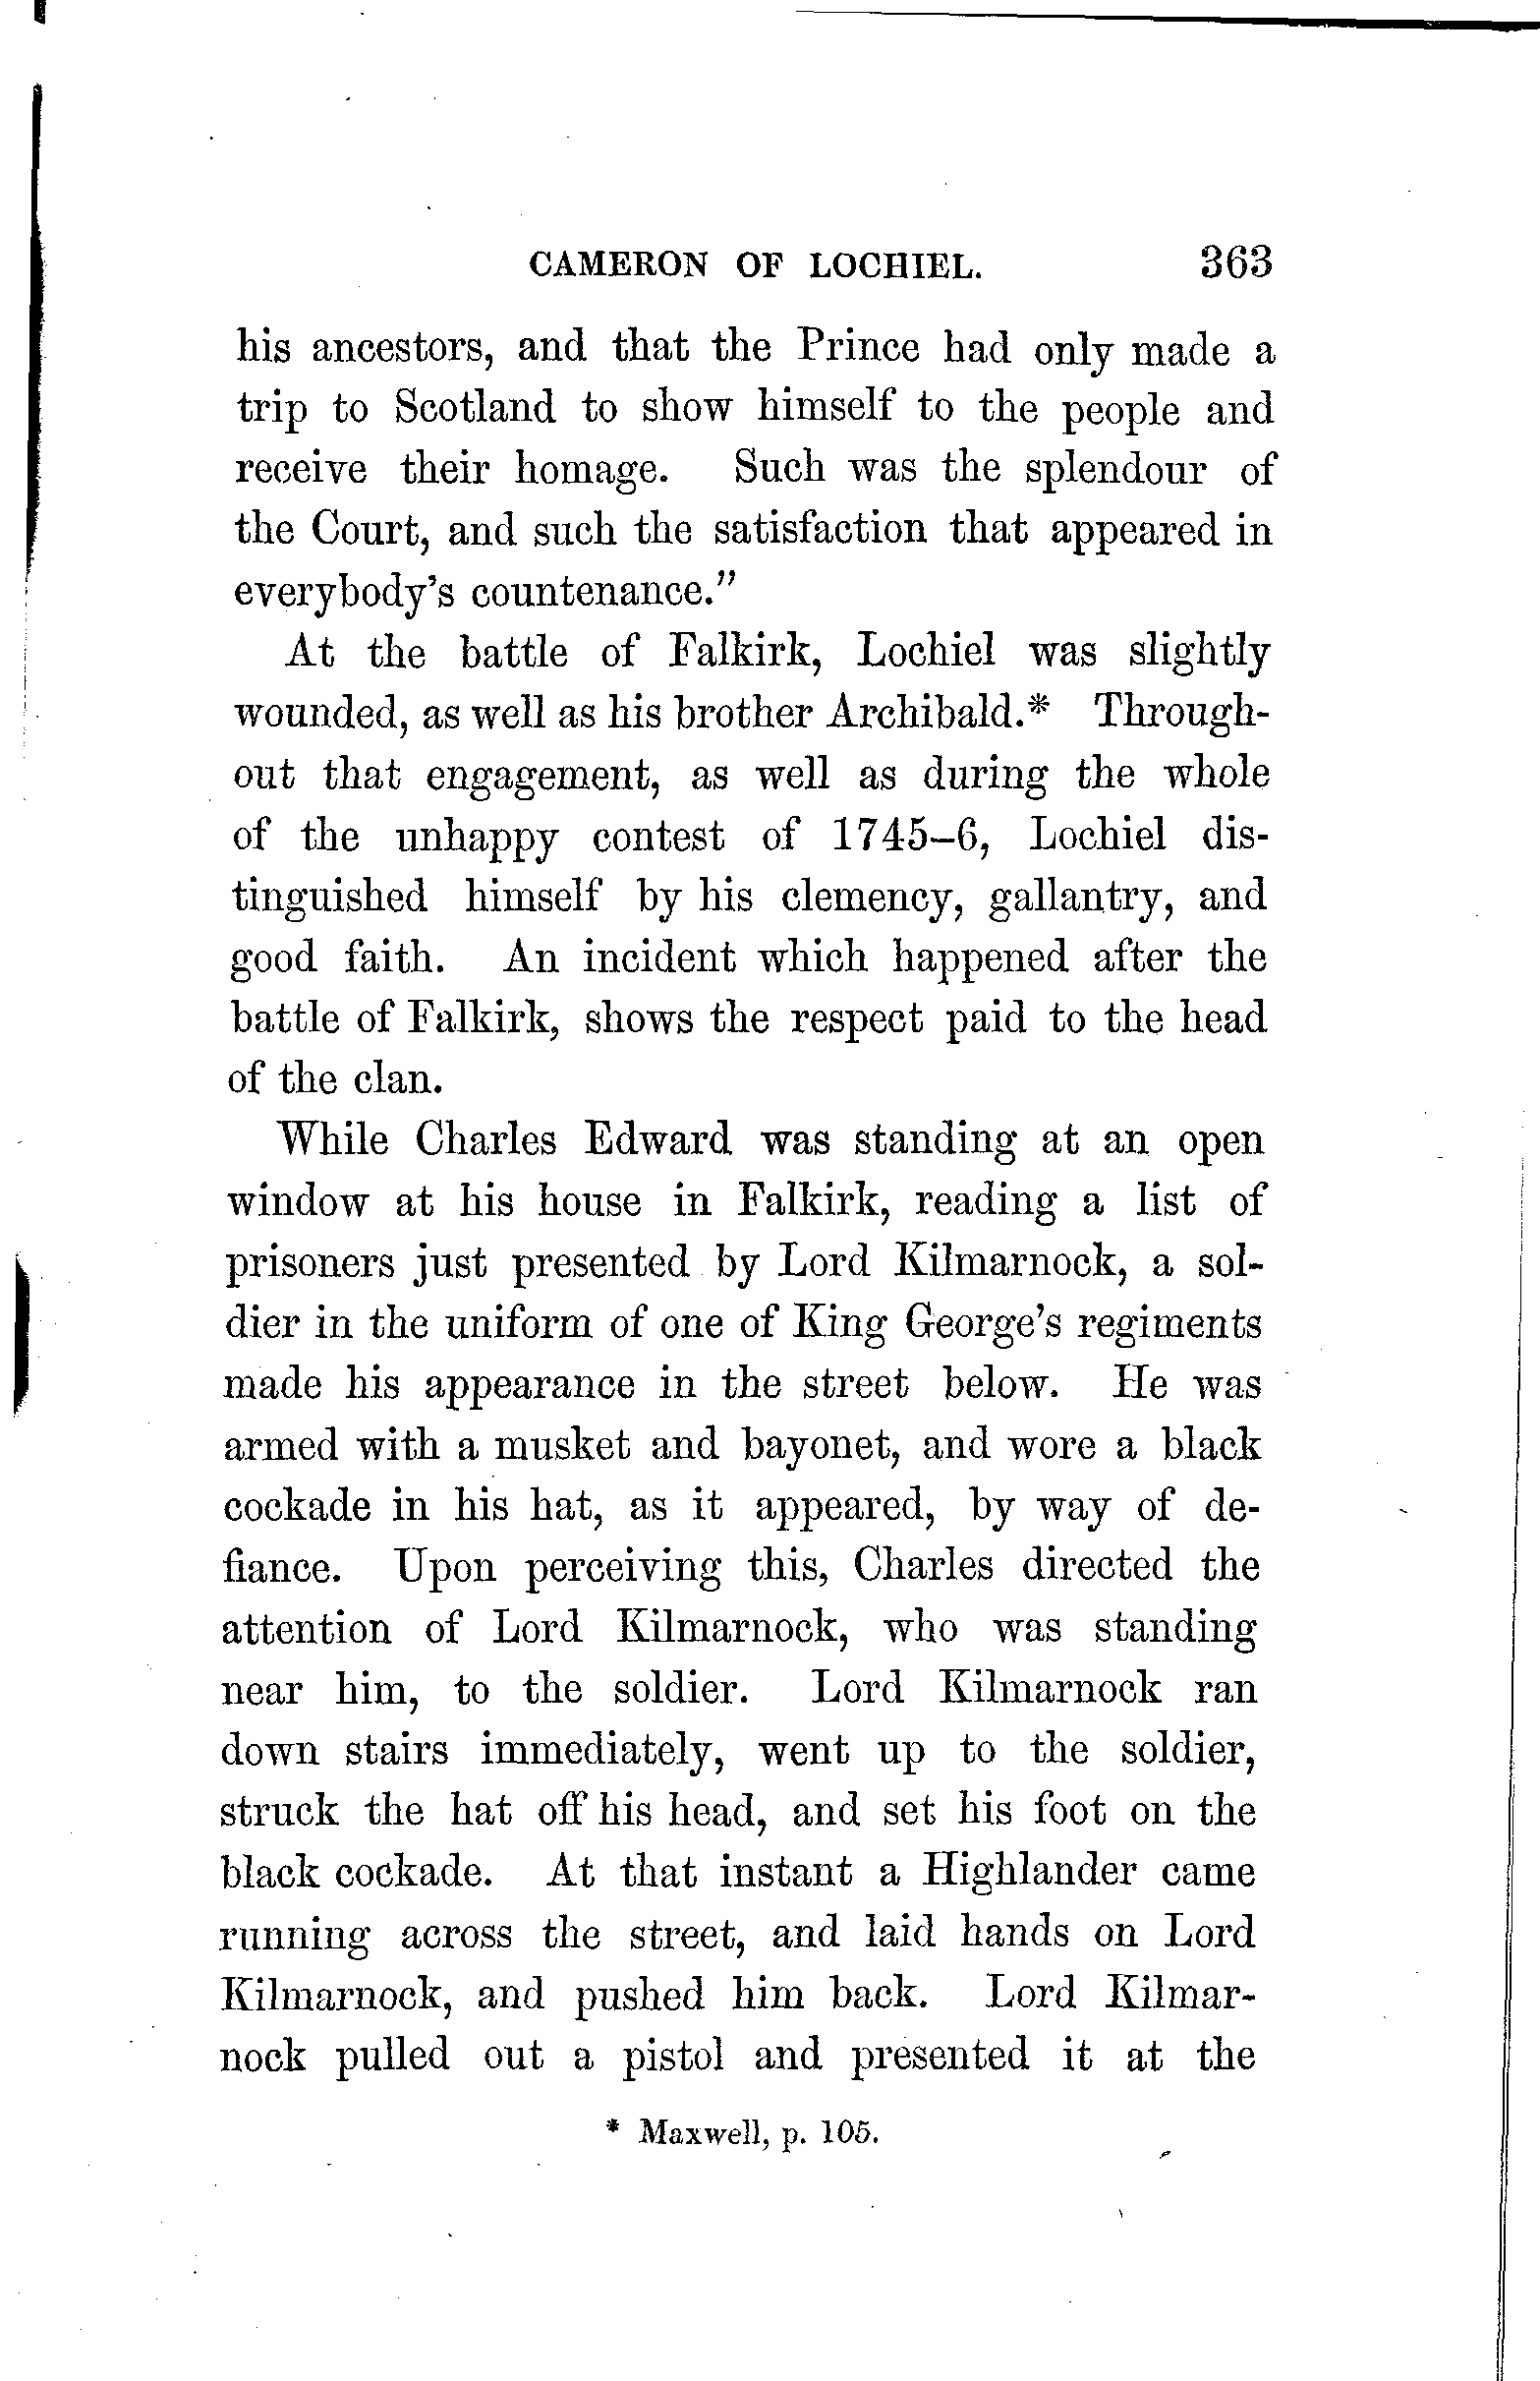 CAMERON OF LOCHIEL. 363
his ancestors, and that the Prince had only made a
trip to Scotland to show himself to the people and
receive their homage. Such was the splendour of
the Court, and such the satisfaction that appeared in
everybody's countenance."
At the battle of Falkirk, Lochiel was slightly
wounded, as well as his brother Archibald.* Through-
out that engagement, as well as during the whole
of the unhappy contest of 1745–6, Lochiel dis-
tinguished himself by his clemency, gallantry, and
good faith. An incident which happened after the
battle of Falkirk, shows the respect paid to the head
of the clan.
While Charles Edward was standing at an open
window at his house in Falkirk, reading a list of
prisoners just presented by Lord Kilmarnock, a sol-
dier in the uniform of one of King George's regiments
made his appearance in the street below. He was
armed with a musket and bayonet, and wore a black
cockade in his hat, as it appeared, by way of de-
fiance. Upon perceiving this, Charles directed the
attention of Lord Kilmarnock, who was standing
near him, to the soldier. Lord Kilmarnock ran
down stairs immediately, went up to the soldier,
struck the hat off his head, and set his foot on the
black cockade. At that instant a Highlander came
running across the street, and laid hands on Lord
Kilmarnock, and pushed him back. Lord Kilmar-
nock pulled out a pistol and presented it at the
* Maxwell, p. 105.